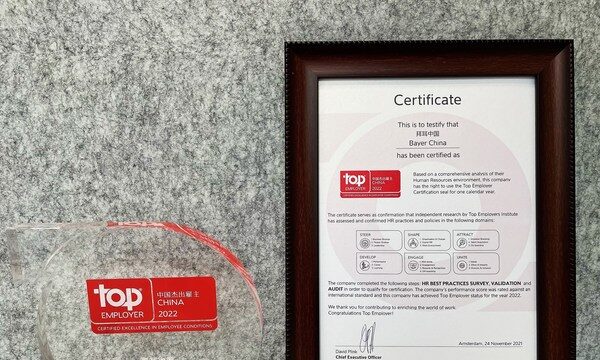 Certificate
This is to testify that
拜耳中国
Bayer China
has been certified as
top
EMPLOYER
中国杰出雇主
CHINA
2022
Based on a comprehensive analysis of their
Human Resources environment, this company
has the right to use the Top Employer
Certification seal for one calendar year.
The certificate serves as confirmation that independent research by Top Employers Institute
has assessed and confirmed HR practices and policies in the following domains:
STEER
SHAPE
ATTRACT
DEVELOP
ENGAGE
UNITE
The company completed the following steps: HR BEST PRACTICES SURVEY, VALIDATION and
AUDIT in order to qualify for certification. The company's performance score was rated against an
international standard and this company has achieved Top Employer status for the year 2022.
Thank you for contributing to enriching the world of work.
Congratulations Top Employer!
David Plink
Chief Executive Officer
Amsterdam, 24 November 2021
top
EMPLOYER
中国杰出雇主
CHINA
2022
CERTIFIED EXCELLENCE IN EMPLOYEE CONDITIONS